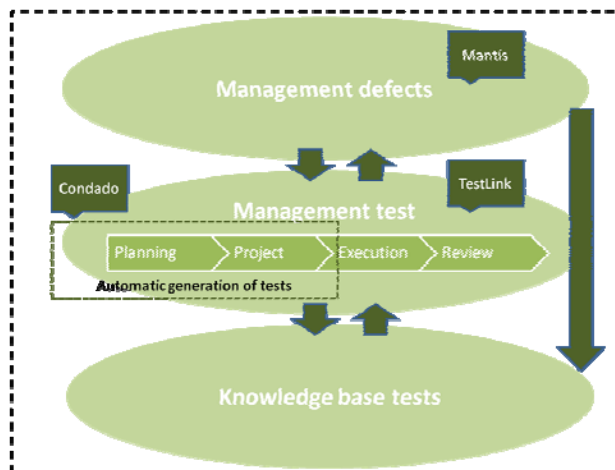 Mantis
Management defects
Condado
TestLink
Management test
Planning
Project
Execution
Review
Automatic generation of tests
Knowledge base tests